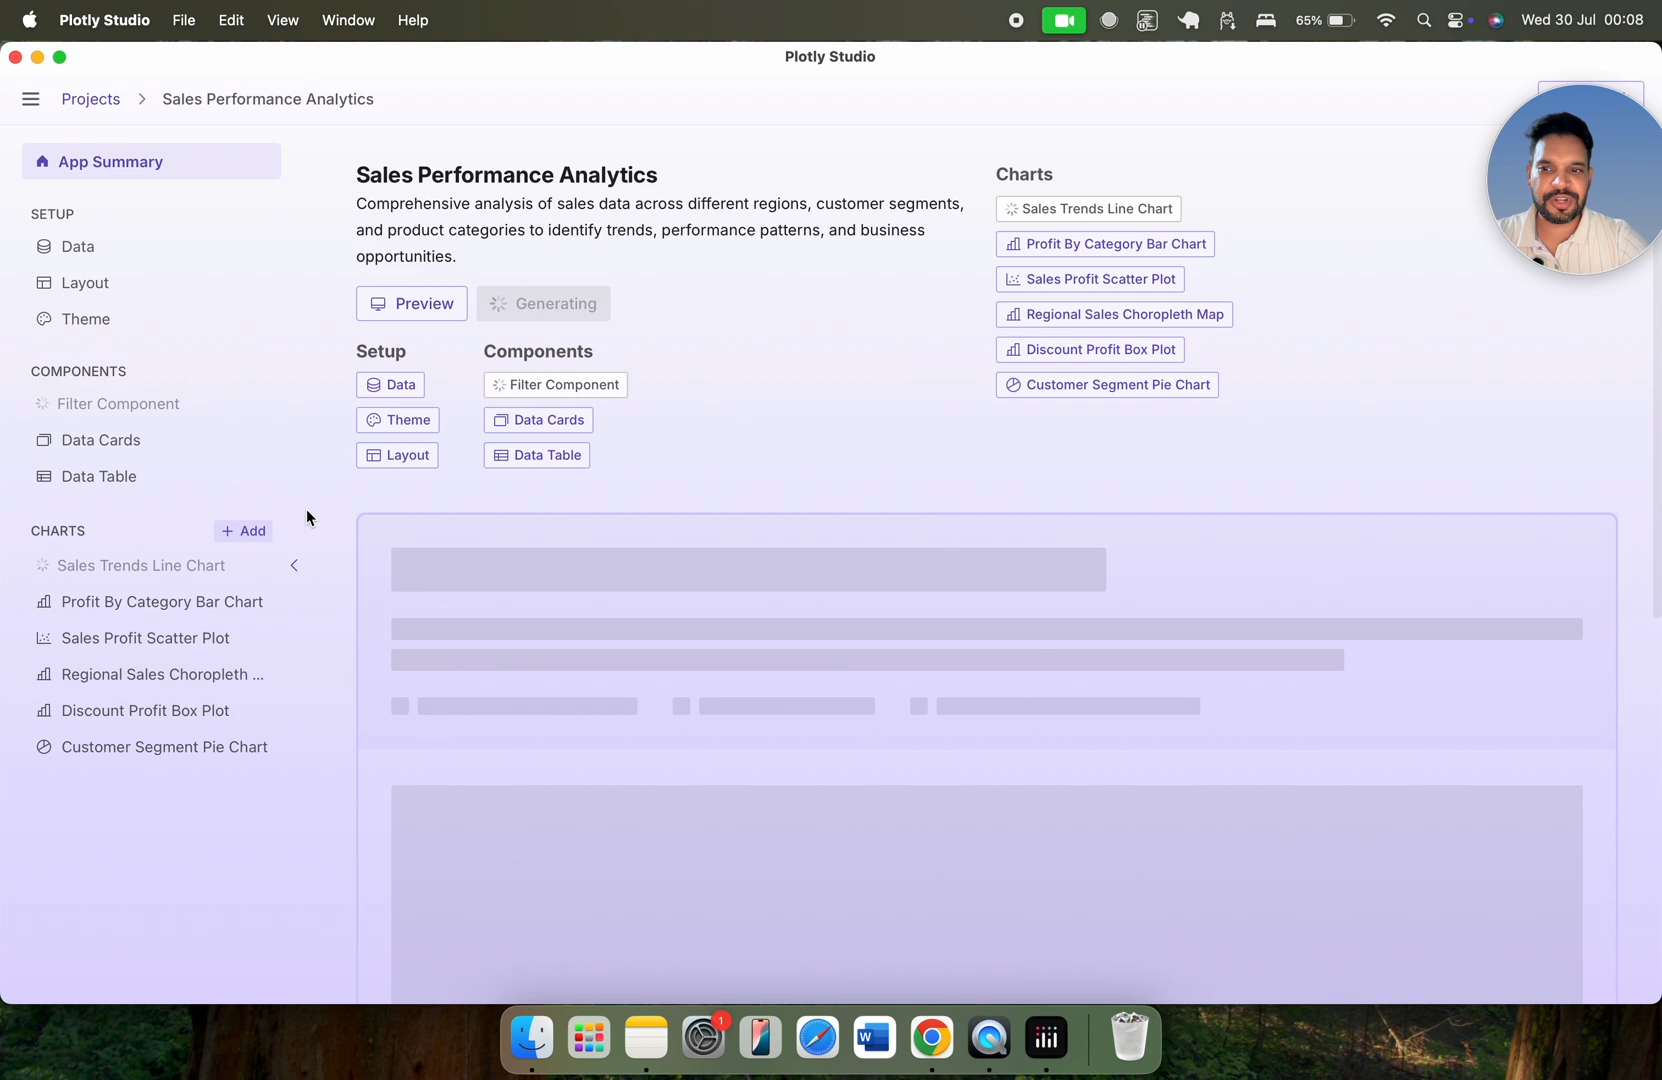 Plotly Studio File Edit View Window Help 65% Wed 30 Jul 00:08
Plotly Studio
Projects > Sales Performance Analytics
App Summary
SETUP
Data
Layout
Theme
COMPONENTS
Filter Component
Data Cards
Data Table
CHARTS + Add
Sales Trends Line Chart
Profit By Category Bar Chart
Sales Profit Scatter Plot
Regional Sales Choropleth ...
Discount Profit Box Plot
Customer Segment Pie Chart
Sales Performance Analytics
Comprehensive analysis of sales data across different regions, customer segments,
and product categories to identify trends, performance patterns, and business
opportunities.
Preview Generating
Setup
Data
Theme
Layout
Components
Filter Component
Data Cards
Data Table
Charts
Sales Trends Line Chart
Profit By Category Bar Chart
Sales Profit Scatter Plot
Regional Sales Choropleth Map
Discount Profit Box Plot
Customer Segment Pie Chart
1
W